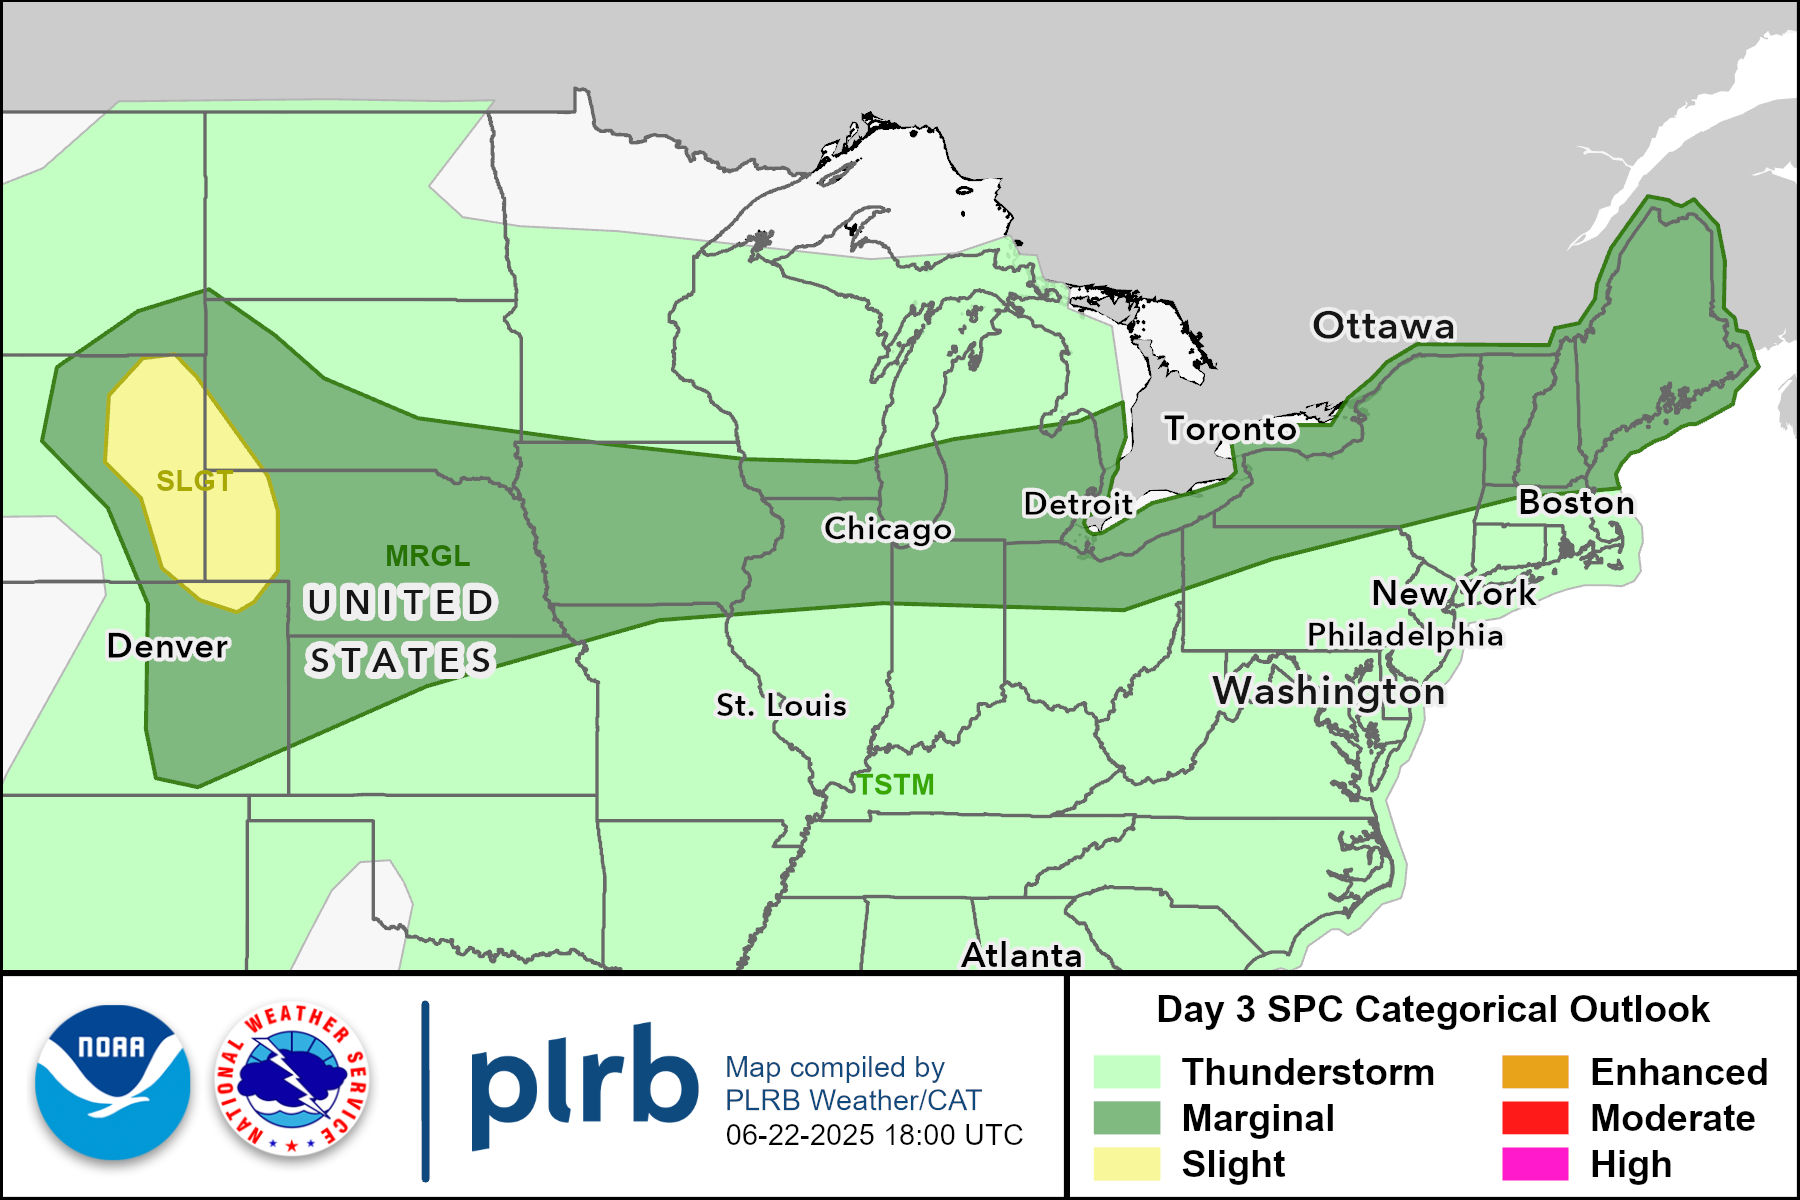 Ottawa
Toronto
SLGT
Detroit
Boston
Chicago
MRGL
UNITED
STATES
New York
Philadelphia
Denver
Washington
St. Louis
TSTM
Atlanta
NOAA
NATIONAL WEATHER SERVICE
plrb
Map compiled by
PLRB Weather/CAT
06-22-2025 18:00 UTC
Day 3 SPC Categorical Outlook
Thunderstorm
Marginal
Slight
Enhanced
Moderate
High